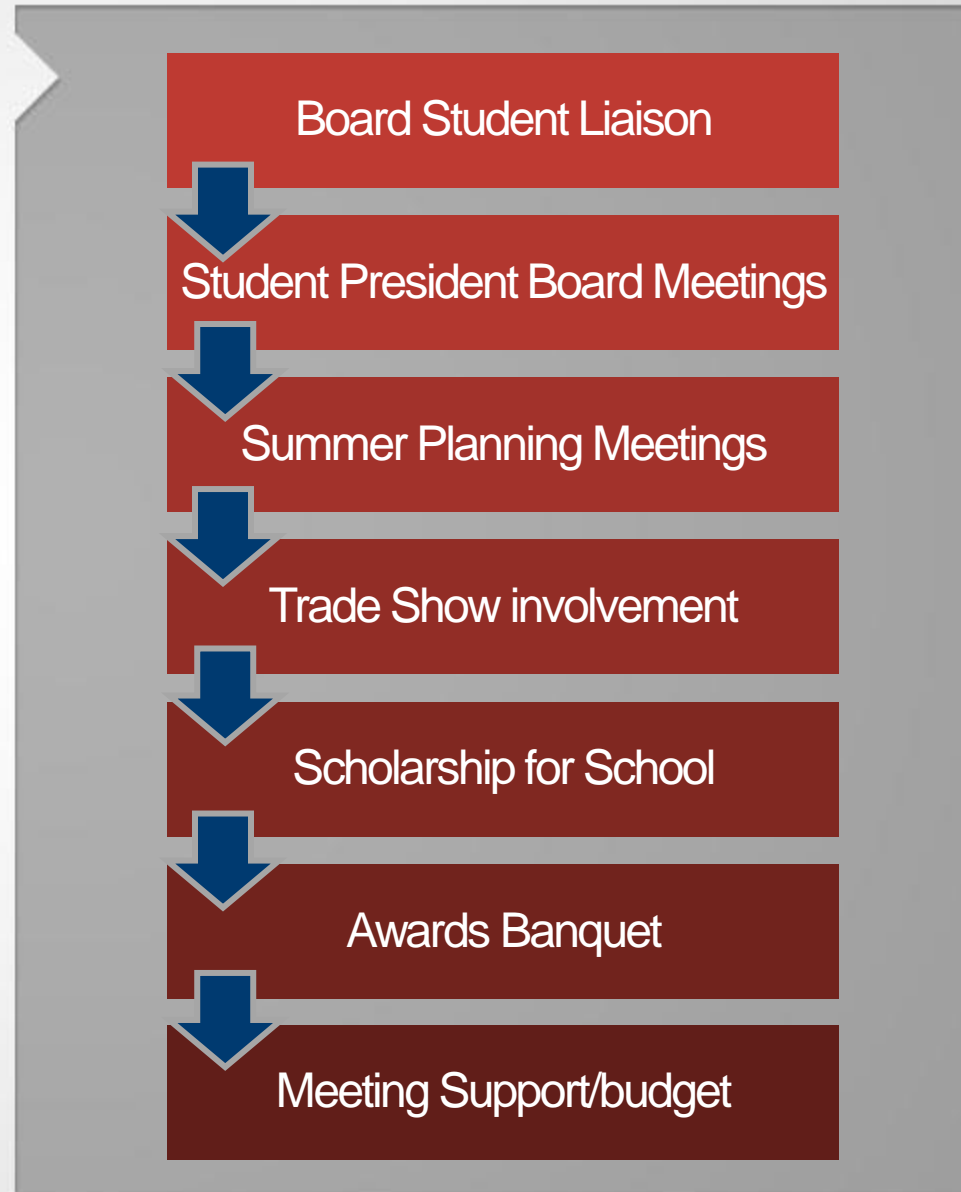 Board Student Liaison
Student President Board Meetings
Summer Planning Meetings
Trade Show involvement
Scholarship for School
Awards Banquet
Meeting Support/budget